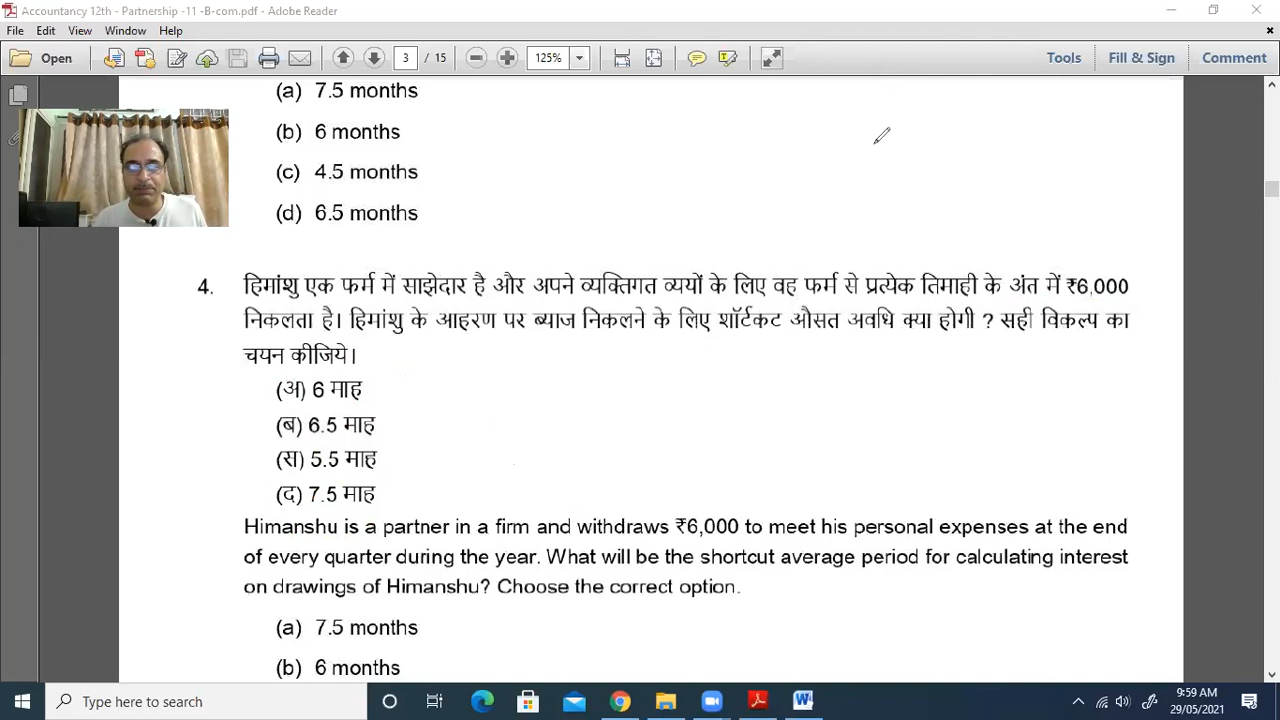 Accountancy 12th - Partnership -11 -B-com.pdf - Adobe Reader
File Edit View Window Help
Open 3 / 15 125% Tools Fill & Sign Comment
(a) 7.5 months
(b) 6 months
(c) 4.5 months
(d) 6.5 months
4. हिमांशु एक फर्म में साझेदार है और अपने व्यक्तिगत व्ययों के लिए वह फर्म से प्रत्येक तिमाही के अंत में ₹6,000
निकलता है। हिमांशु के आहरण पर ब्याज निकलने के लिए शॉर्टकट औसत अवधि क्या होगी ? सही विकल्प का
चयन कीजिये।
(अ) 6 माह
(ब) 6.5 माह
(स) 5.5 माह
(द) 7.5 माह
Himanshu is a partner in a firm and withdraws ₹6,000 to meet his personal expenses at the end
of every quarter during the year. What will be the shortcut average period for calculating interest
on drawings of Himanshu? Choose the correct option.
(a) 7.5 months
(b) 6 months
Type here to search
9:59 AM
29/05/2021